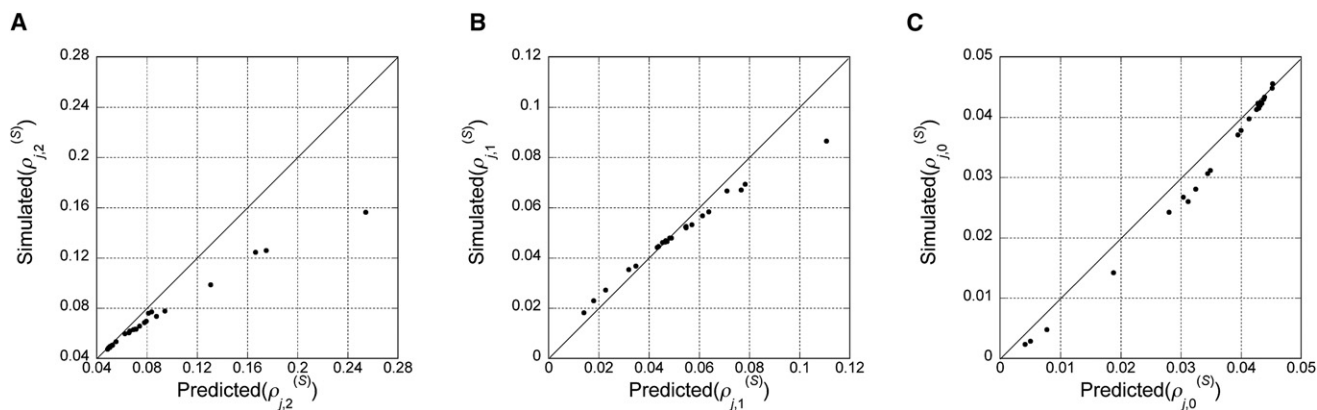 A
Simulated(ρj,2(S))
0.28
0.24
0.2
0.16
0.12
0.08
0.04
0.04 0.08 0.12 0.16 0.2 0.24 0.28
Predicted(ρj,2(S))
B
Simulated(ρj,1(S))
0.12
0.1
0.08
0.06
0.04
0.02
0
0 0.02 0.04 0.06 0.08 0.1 0.12
Predicted(ρj,1(S))
C
Simulated(ρj,0(S))
0.05
0.04
0.03
0.02
0.01
0
0 0.01 0.02 0.03 0.04 0.05
Predicted(ρj,0(S))